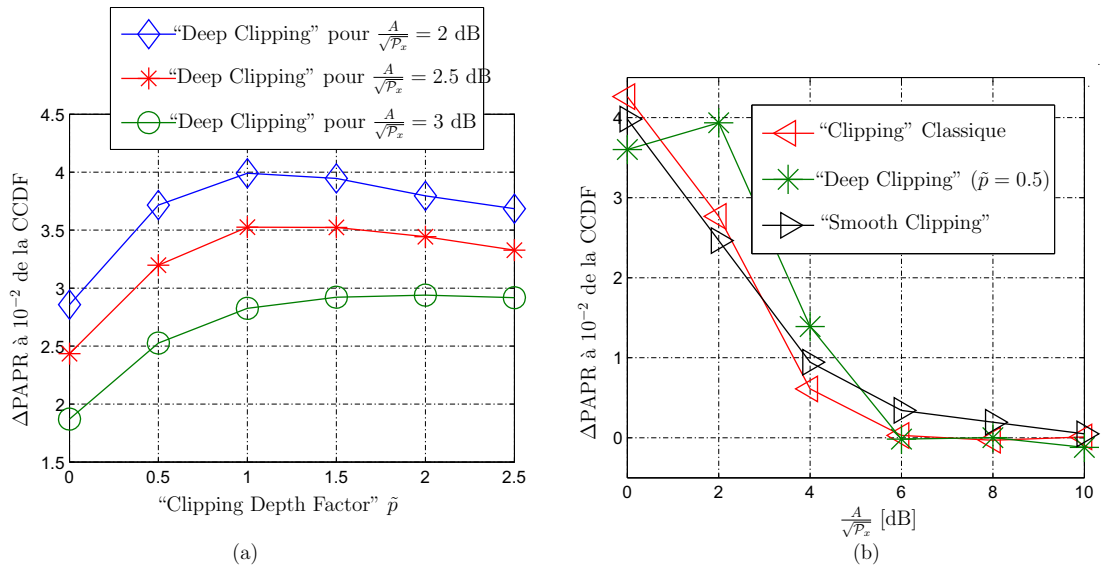 “Deep Clipping” pour A/√𝒫ₓ = 2 dB
“Deep Clipping” pour A/√𝒫ₓ = 2.5 dB
“Deep Clipping” pour A/√𝒫ₓ = 3 dB
ΔPAPR à 10⁻² de la CCDF
4.5
4
3.5
3
2.5
2
1.5
0
0.5
1
1.5
2
2.5
“Clipping Depth Factor” p̃
(a)
“Clipping” Classique
“Deep Clipping” (p̃ = 0.5)
“Smooth Clipping”
ΔPAPR à 10⁻² de la CCDF
4
3
2
1
0
0
2
4
6
8
10
A/√𝒫ₓ [dB]
(b)